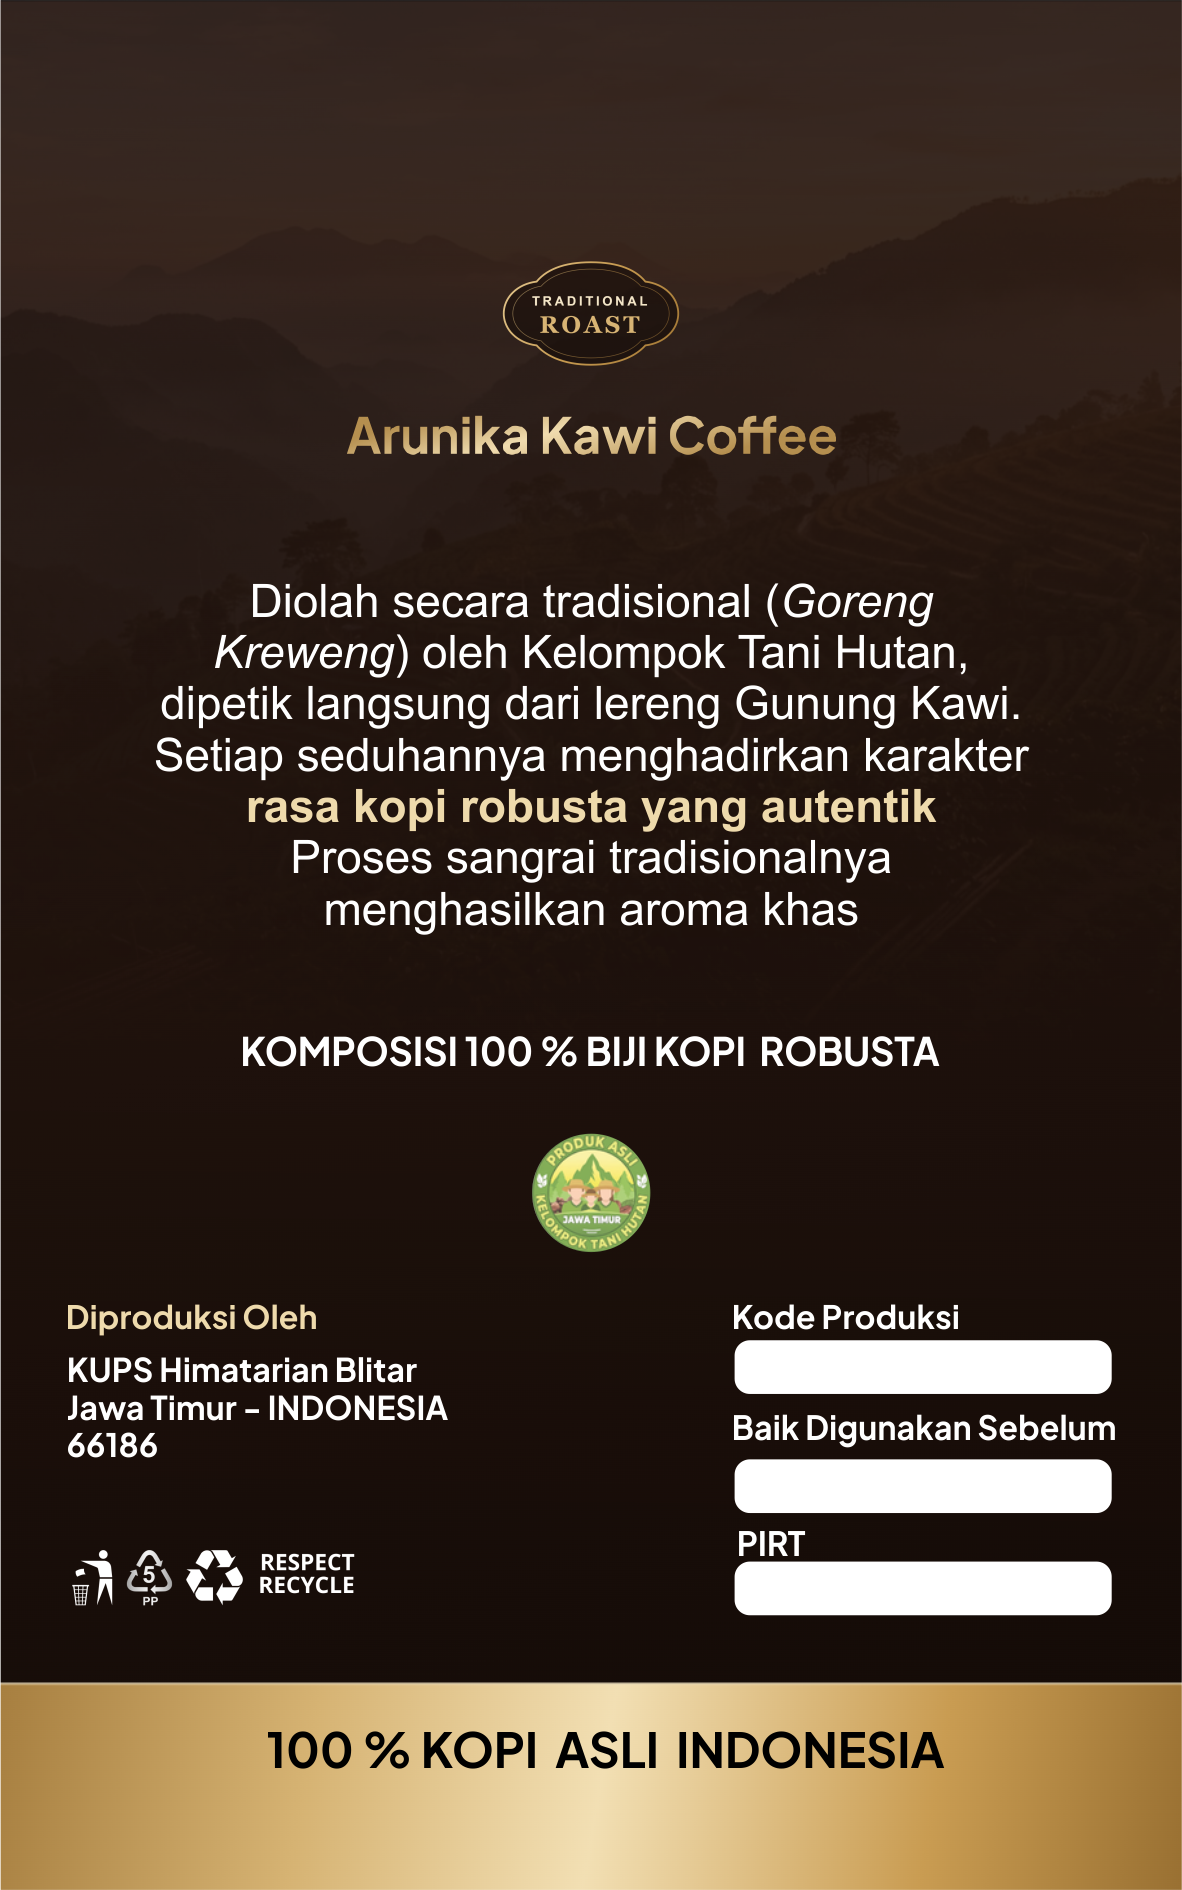 TRADITIONAL
ROAST
Arunika Kawi Coffee
Diolah secara tradisional (Goreng
Kreweng) oleh Kelompok Tani Hutan,
dipetik langsung dari lereng Gunung Kawi.
Setiap seduhannya menghadirkan karakter
rasa kopi robusta yang autentik
Proses sangrai tradisionalnya
menghasilkan aroma khas
KOMPOSISI 100 % BIJI KOPI ROBUSTA
PRODUK ASLI
JAWA TIMUR
KELOMPOK TANI HUTAN
Diproduksi Oleh
KUPS Himatarian Blitar
Jawa Timur - INDONESIA
66186
Kode Produksi
Baik Digunakan Sebelum
PIRT
5
PP
RESPECT
RECYCLE
100 % KOPI ASLI INDONESIA